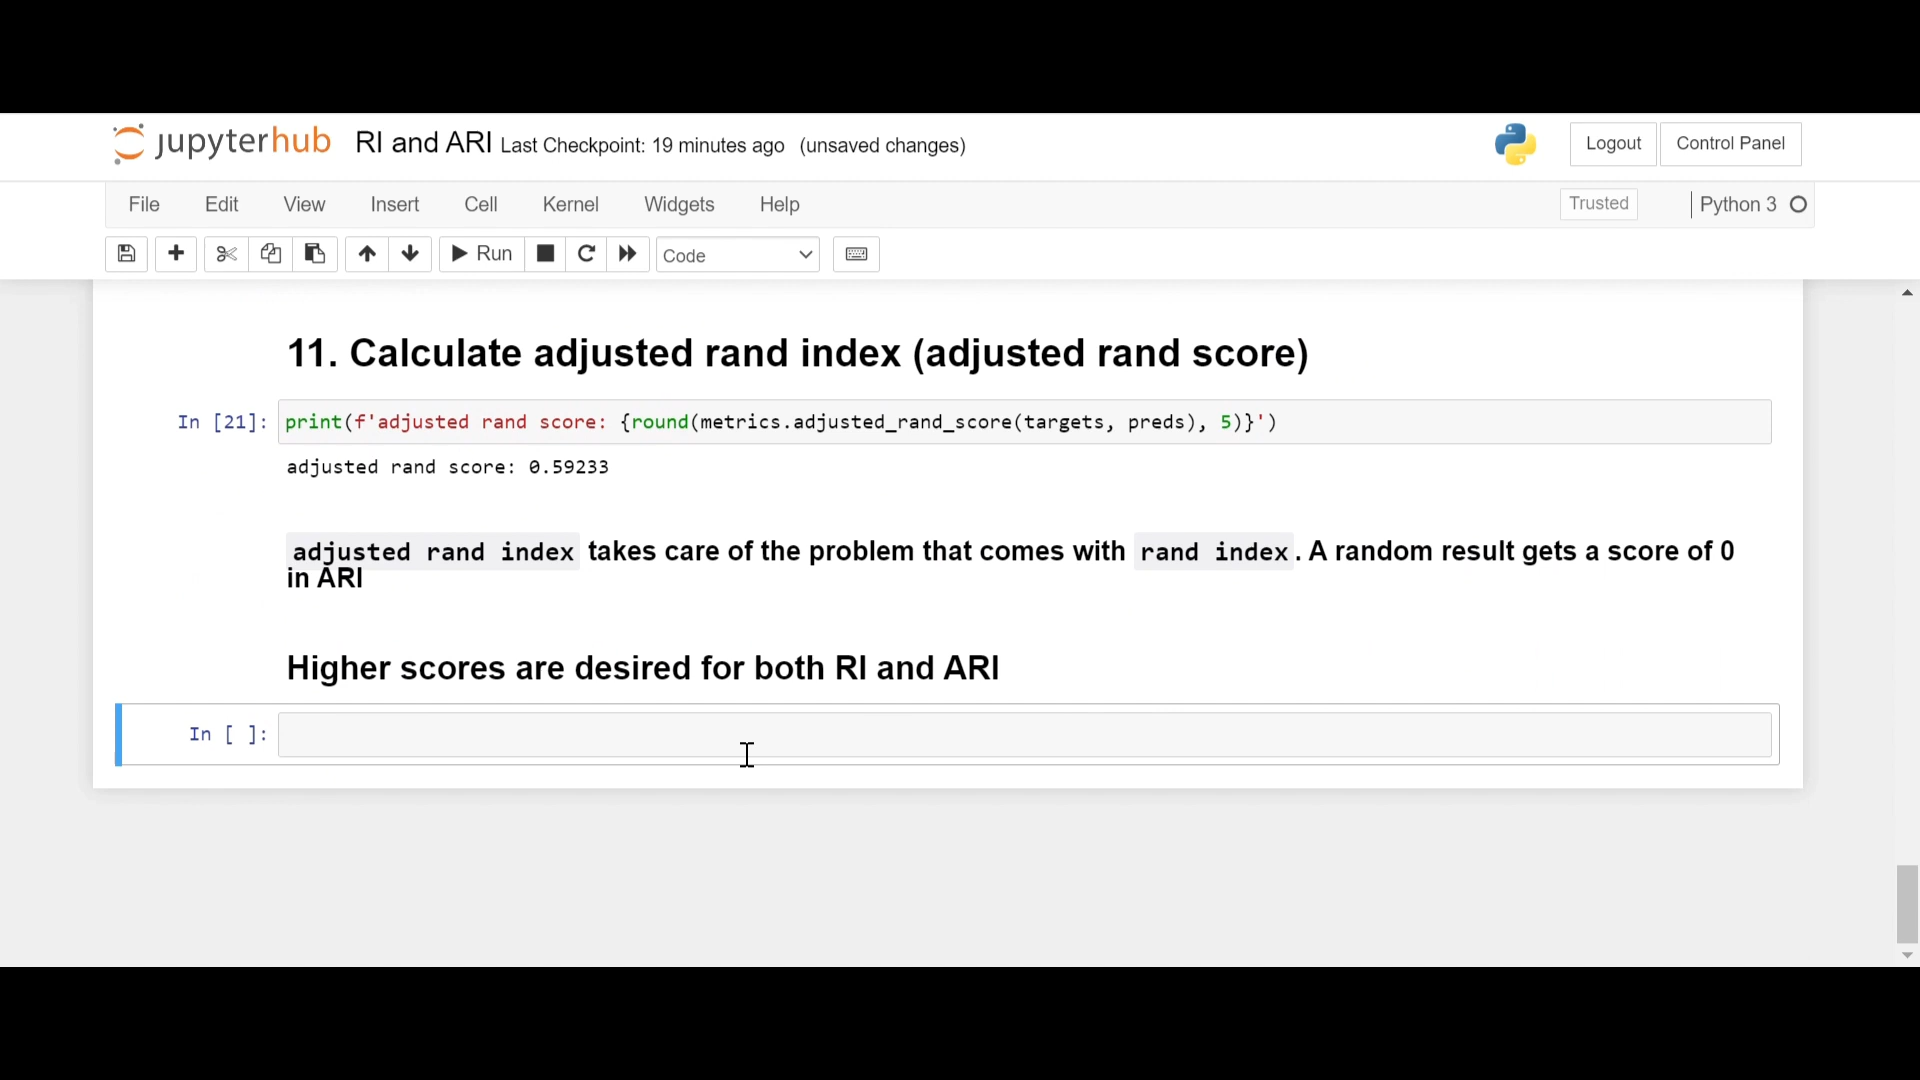 jupyterhub RI and ARI Last Checkpoint: 19 minutes ago (unsaved changes) Logout Control Panel
File Edit View Insert Cell Kernel Widgets Help Trusted Python 3
Run Code
11. Calculate adjusted rand index (adjusted rand score)
In [21]: print(f'adjusted rand score: {round(metrics.adjusted_rand_score(targets, preds), 5)}')
adjusted rand score: 0.59233
adjusted rand index takes care of the problem that comes with rand index. A random result gets a score of 0
in ARI
Higher scores are desired for both RI and ARI
In [ ]: